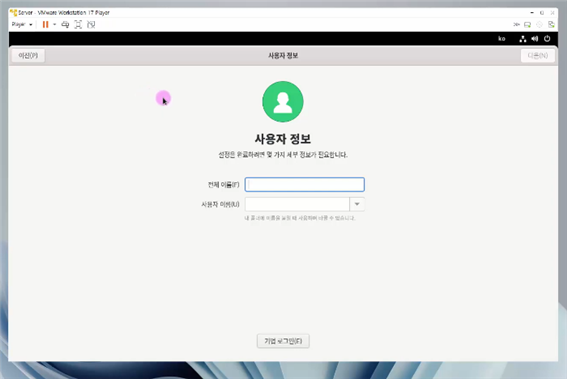 Server - VMware Workstation 17 Player
Player
ko
이전(P)
사용자 정보
다음(N)
사용자 정보
설정을 완료하려면 몇 가지 세부 정보가 필요합니다.
전체 이름(F)
사용자 이름(U)
기업 로그인(E)